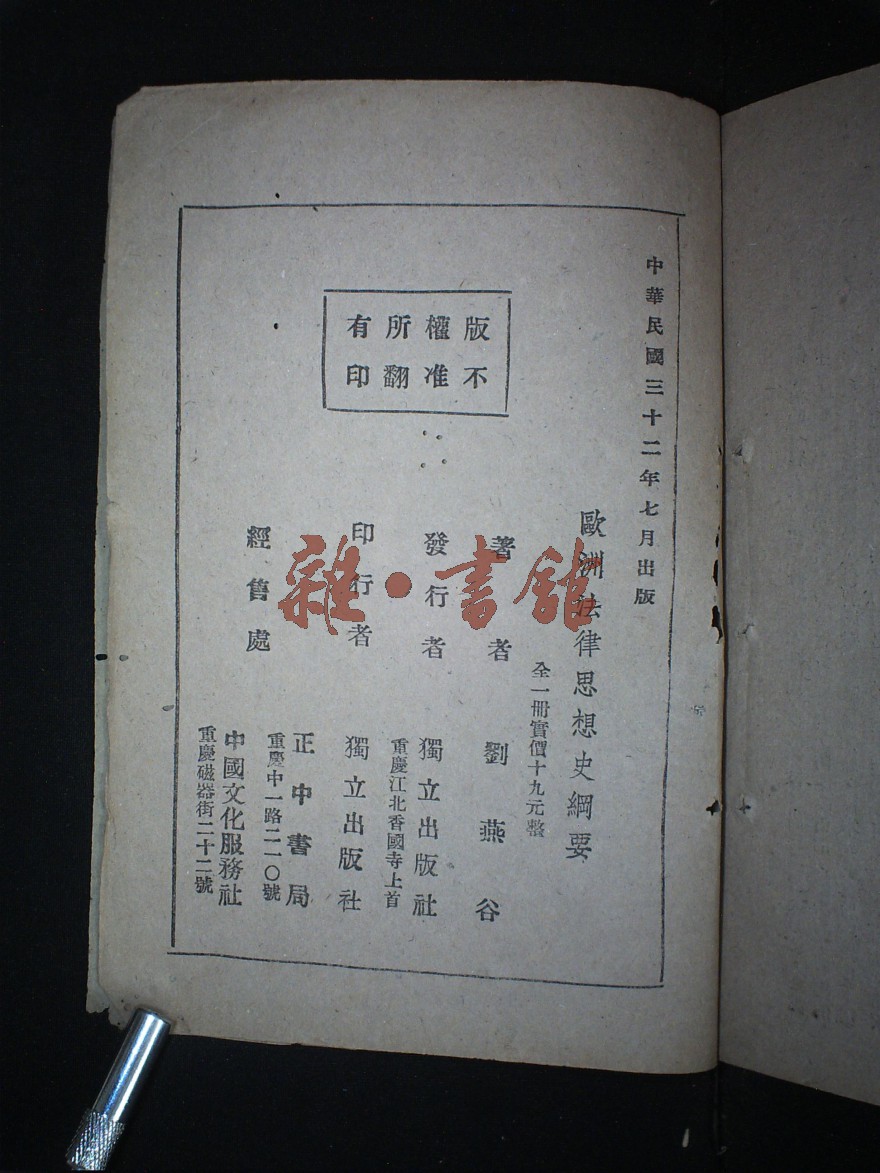 中華民國三十二年七月出版
歐洲法律思想史綱要
全一冊實價十九元整
著者 劉燕谷
發行者 獨立出版社
重慶江北香國寺上首
印行者 獨立出版社
經售處 正中書局
重慶中一路二一〇號
中國文化服務社
重慶磁器街二十二號
版權所有
不准翻印
雜·書館